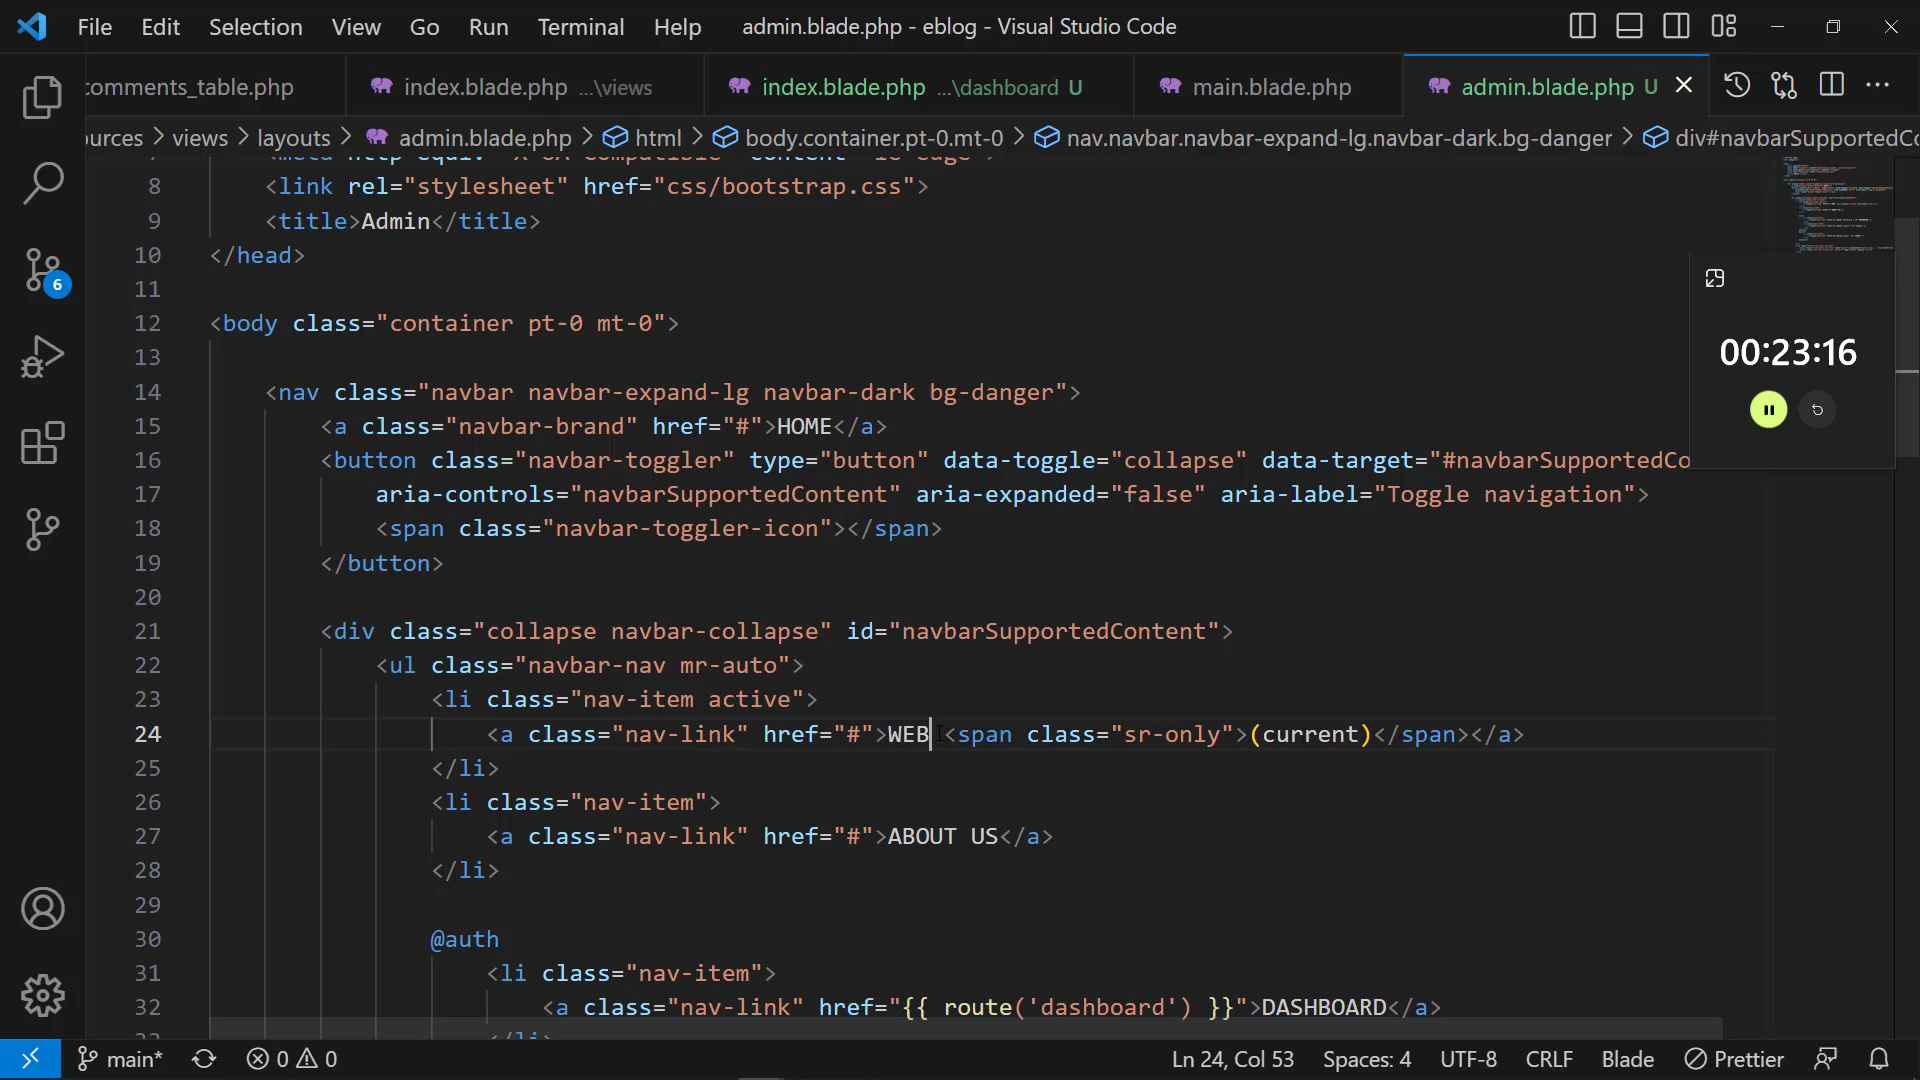 File Edit Selection View Go Run Terminal Help admin.blade.php - eblog - Visual Studio Code
comments_table.php index.blade.php ...\views index.blade.php ...\dashboard U main.blade.php admin.blade.php U
ources > views > layouts > admin.blade.php > html > body.container.pt-0.mt-0 > nav.navbar.navbar-expand-lg.navbar-dark.bg-danger > div#navbarSupportedCo
8 <link rel="stylesheet" href="css/bootstrap.css">
9 <title>Admin</title>
10 </head>
11
12 <body class="container pt-0 mt-0">
13
14 <nav class="navbar navbar-expand-lg navbar-dark bg-danger">
15 <a class="navbar-brand" href="#">HOME</a>
16 <button class="navbar-toggler" type="button" data-toggle="collapse" data-target="#navbarSupportedCo
17 aria-controls="navbarSupportedContent" aria-expanded="false" aria-label="Toggle navigation">
18 <span class="navbar-toggler-icon"></span>
19 </button>
20
21 <div class="collapse navbar-collapse" id="navbarSupportedContent">
22 <ul class="navbar-nav mr-auto">
23 <li class="nav-item active">
24 <a class="nav-link" href="#">WEB <span class="sr-only">(current)</span></a>
25 </li>
26 <li class="nav-item">
27 <a class="nav-link" href="#">ABOUT US</a>
28 </li>
29
30 @auth
31 <li class="nav-item">
32 <a class="nav-link" href="{{ route('dashboard') }}">DASHBOARD</a>
00:23:16
6
main* 0 0 Ln 24, Col 53 Spaces: 4 UTF-8 CRLF Blade Prettier